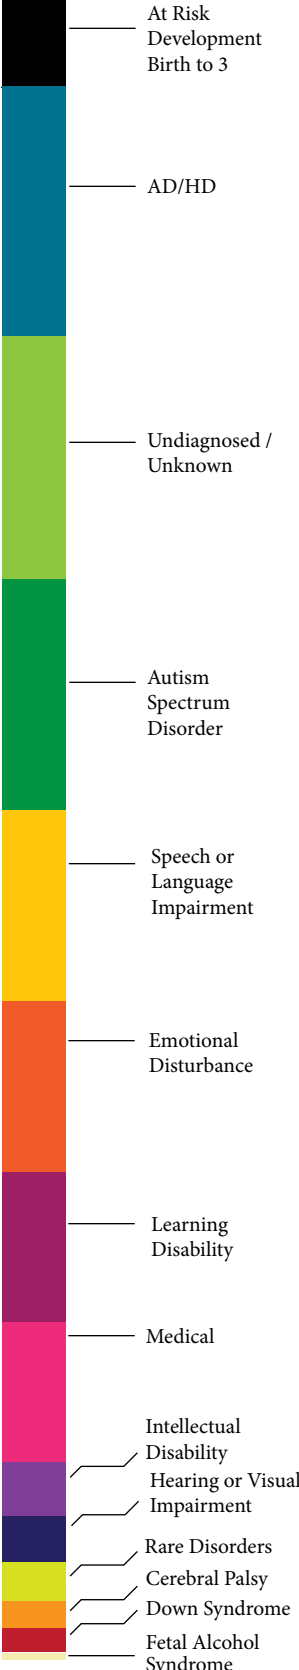 At Risk
Development
Birth to 3
AD/HD
Undiagnosed /
Unknown
Autism
Spectrum
Disorder
Speech or
Language
Impairment
Emotional
Disturbance
Learning
Disability
Medical
Intellectual
Disability
Hearing or Visual
Impairment
Rare Disorders
Cerebral Palsy
Down Syndrome
Fetal Alcohol
Syndrome